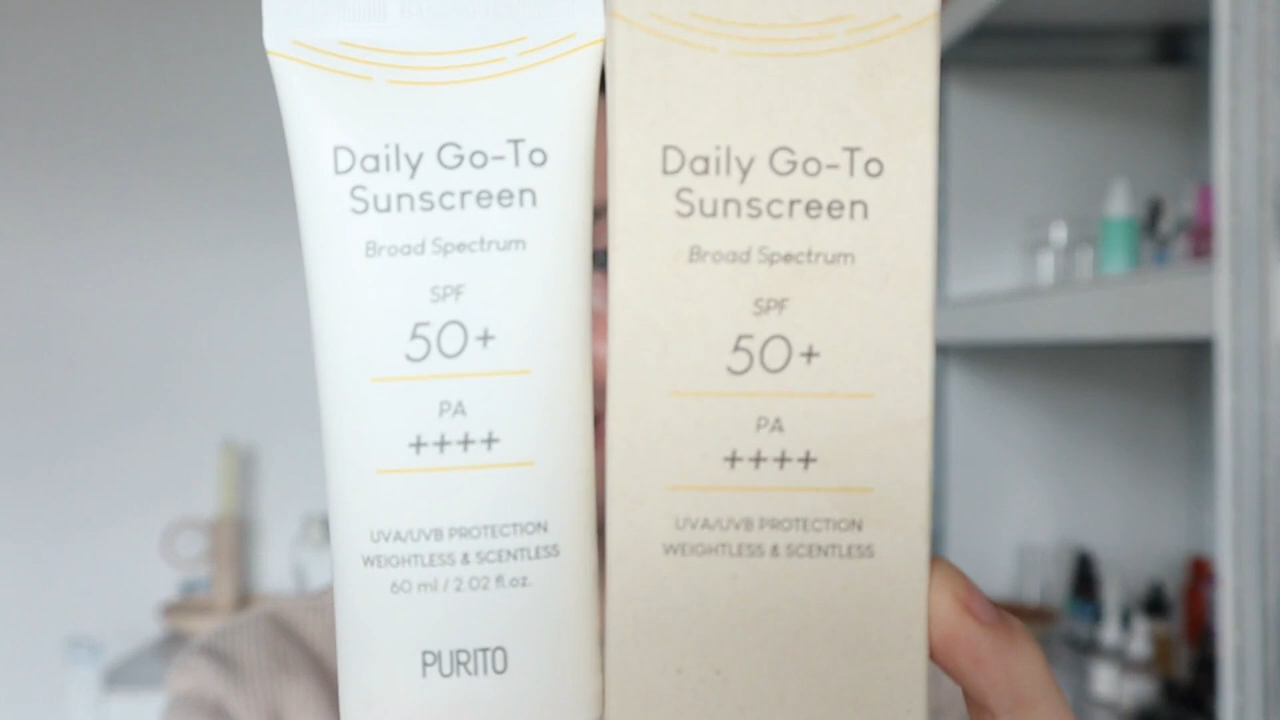 Daily Go-To
Sunscreen
Broad Spectrum
SPF
50+
PA
++++
UVA/UVB PROTECTION
WEIGHTLESS & SCENTLESS
60 ml / 2.02 fl.oz.
PURITO
Daily Go-To
Sunscreen
Broad Spectrum
SPF
50+
PA
++++
UVA/UVB PROTECTION
WEIGHTLESS & SCENTLESS